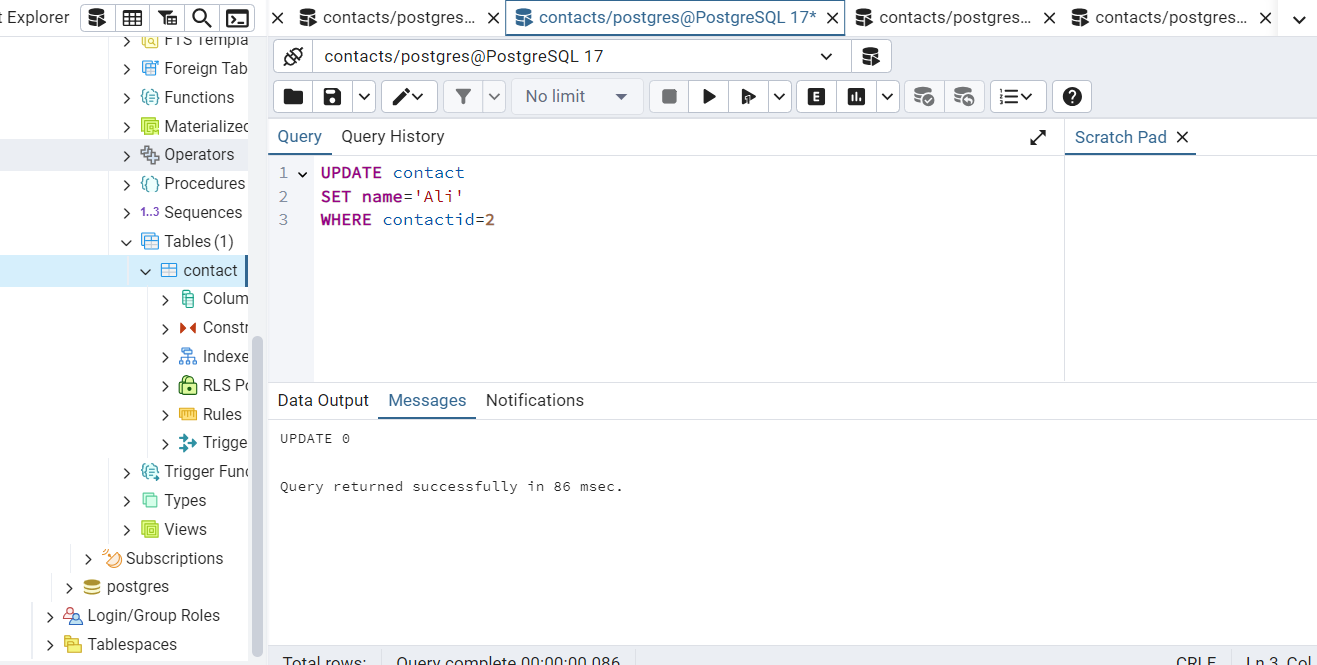 t Explorer
contacts/postgres...
contacts/postgres@PostgreSQL 17*
contacts/postgres...
contacts/postgres...
FTS Templa
Foreign Tab
Functions
Materialized
Operators
Procedures
1..3 Sequences
Tables (1)
contact
Colum
Constr
Indexe
RLS Po
Rules
Trigge
Trigger Func
Types
Views
Subscriptions
postgres
Login/Group Roles
Tablespaces
contacts/postgres@PostgreSQL 17
No limit
E
Query
Query History
Scratch Pad
1 UPDATE contact
2 SET name='Ali'
3 WHERE contactid=2
Data Output
Messages
Notifications
UPDATE 0
Query returned successfully in 86 msec.
Total rows:
Query complete 00:00:00.086
CRLF
Ln 3, Col